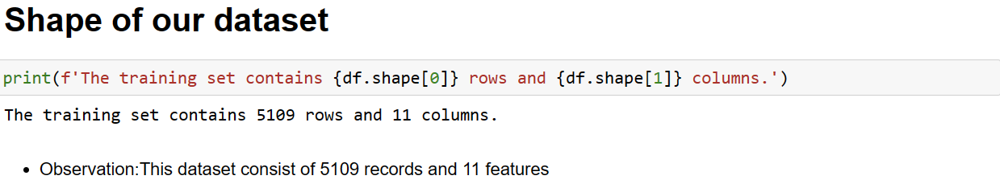 Shape of our dataset
print(f'The training set contains {df.shape[0]} rows and {df.shape[1]} columns.')
The training set contains 5109 rows and 11 columns.
• Observation:This dataset consist of 5109 records and 11 features